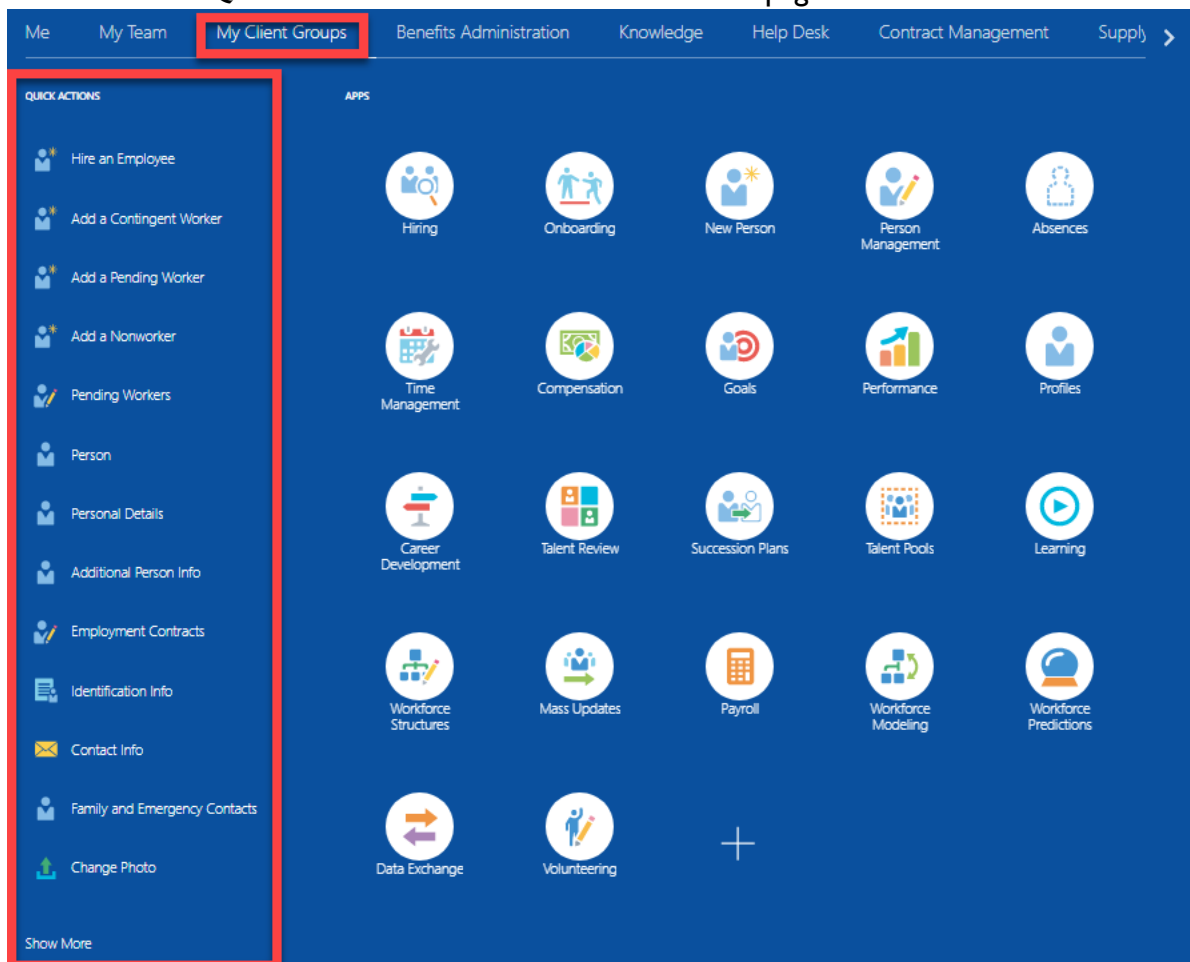 Me My Team My Client Groups Benefits Administration Knowledge Help Desk Contract Management Supply
QUICK ACTIONS
Hire an Employee
Add a Contingent Worker
Add a Pending Worker
Add a Nonworker
Pending Workers
Person
Personal Details
Additional Person Info
Employment Contracts
Identification Info
Contact Info
Family and Emergency Contacts
Change Photo
Show More
APPS
Hiring
Onboarding
New Person
Person
Management
Absences
Time
Management
Compensation
Goals
Performance
Profiles
Career
Development
Talent Review
Succession Plans
Talent Pools
Learning
Workforce
Structures
Mass Updates
Payroll
Workforce
Modeling
Workforce
Predictions
Data Exchange
Volunteering